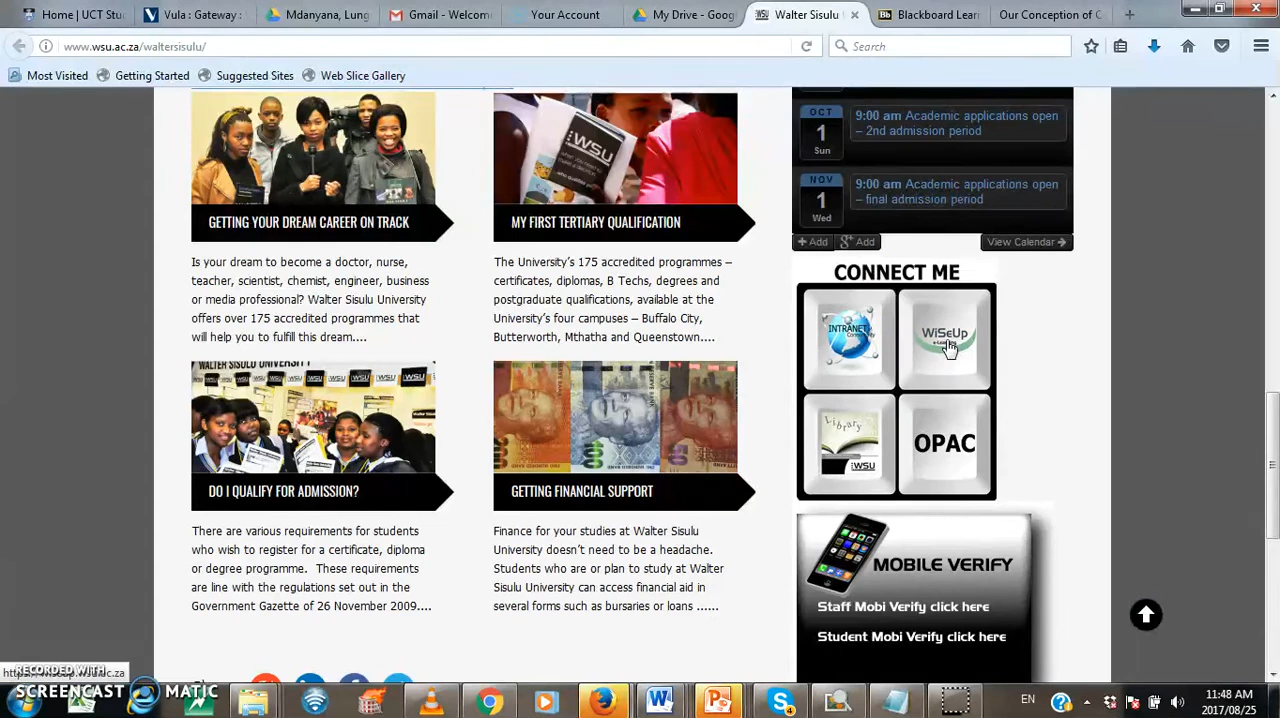 Home | UCT Stu
Vula : Gateway :
Mdanyana, Lung
Gmail - Welcom
Your Account
My Drive - Goog
Walter Sisulu
Blackboard Lear
Our Conception of C
www.wsu.ac.za/waltersisulu/
Search
Most Visited
Getting Started
Suggested Sites
Web Slice Gallery
WSU
GETTING YOUR DREAM CAREER ON TRACK
Is your dream to become a doctor, nurse,
teacher, scientist, chemist, engineer, business
or media professional? Walter Sisulu University
offers over 175 accredited programmes that
will help you to fulfill this dream....
MY FIRST TERTIARY QUALIFICATION
The University's 175 accredited programmes –
certificates, diplomas, B Techs, degrees and
postgraduate qualifications, available at the
University's four campuses – Buffalo City,
Butterworth, Mthatha and Queenstown....
WALTER SISULU UNIVERSITY
DO I QUALIFY FOR ADMISSION?
There are various requirements for students
who wish to register for a certificate, diploma
or degree programme. These requirements
are line with the regulations set out in the
Government Gazette of 26 November 2009....
GETTING FINANCIAL SUPPORT
Finance for your studies at Walter Sisulu
University doesn't need to be a headache.
Students who are or plan to study at Walter
Sisulu University can access financial aid in
several forms such as bursaries or loans ......
OCT
1
Sun
9:00 am Academic applications open
– 2nd admission period
NOV
1
Wed
9:00 am Academic applications open
– final admission period
Add
Add
View Calendar
CONNECT ME
INTRANET
WiSeUp
Library
WSU
OPAC
MOBILE VERIFY
Staff Mobi Verify click here
Student Mobi Verify click here
RECORDED WITH
SCREENCAST MATIC
EN
11:48 AM
2017/08/25